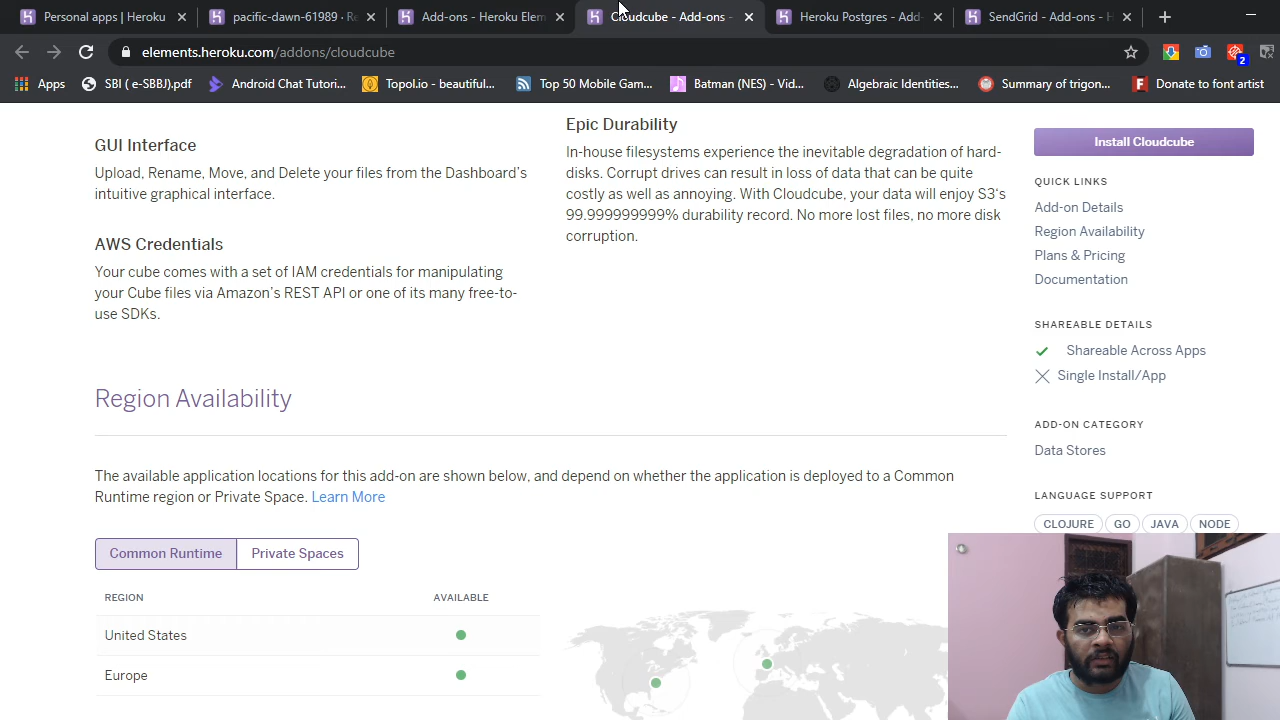 Personal apps | Heroku
pacific-dawn-61989 · Re
Add-ons - Heroku Elem
Cloudcube - Add-ons -
Heroku Postgres - Add-
SendGrid - Add-ons - H
elements.heroku.com/addons/cloudcube
2
Apps
SBI ( e-SBBJ).pdf
Android Chat Tutori...
Topol.io - beautiful...
Top 50 Mobile Gam...
Batman (NES) - Vid...
Algebraic Identities...
Summary of trigon...
Donate to font artist
GUI Interface
Upload, Rename, Move, and Delete your files from the Dashboard's
intuitive graphical interface.
AWS Credentials
Your cube comes with a set of IAM credentials for manipulating
your Cube files via Amazon's REST API or one of its many free-to-
use SDKs.
Epic Durability
In-house filesystems experience the inevitable degradation of hard-
disks. Corrupt drives can result in loss of data that can be quite
costly as well as annoying. With Cloudcube, your data will enjoy S3's
99.999999999% durability record. No more lost files, no more disk
corruption.
Region Availability
The available application locations for this add-on are shown below, and depend on whether the application is deployed to a Common
Runtime region or Private Space. Learn More
Common Runtime
Private Spaces
REGION AVAILABLE
United States
Europe
Install Cloudcube
QUICK LINKS
Add-on Details
Region Availability
Plans & Pricing
Documentation
SHAREABLE DETAILS
Shareable Across Apps
Single Install/App
ADD-ON CATEGORY
Data Stores
LANGUAGE SUPPORT
CLOJURE GO JAVA NODE